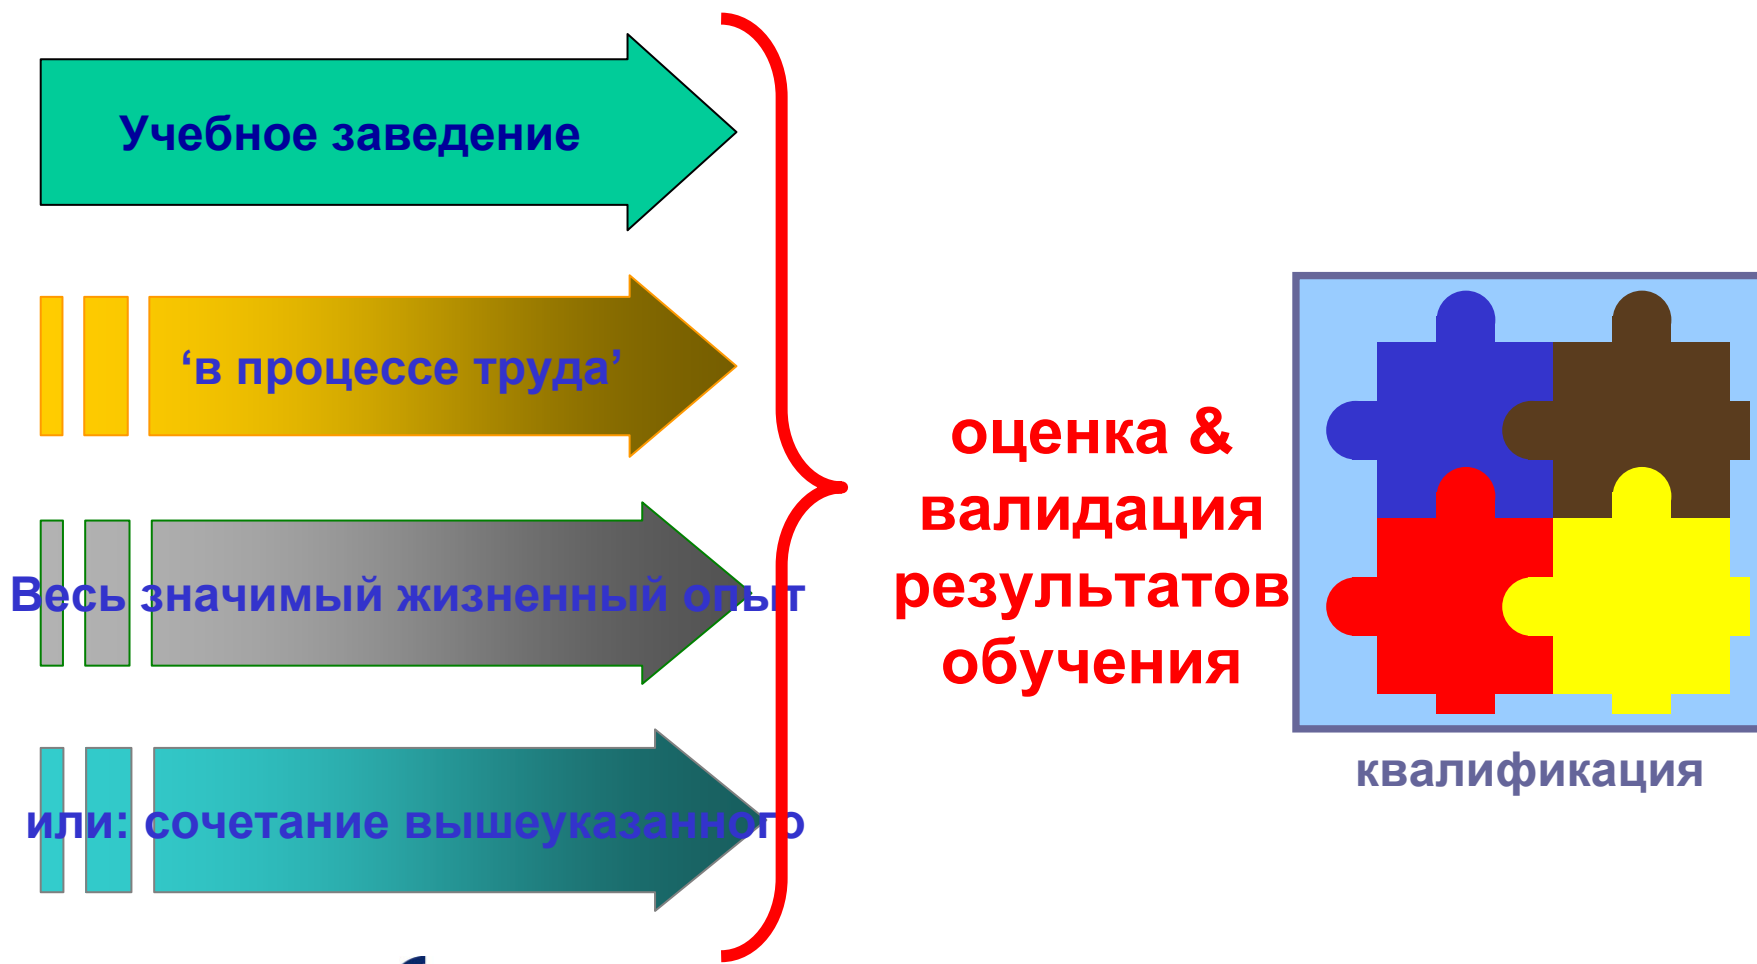 Учебное заведение
‘в процессе труда’
Весь значимый жизненный опыт
или: сочетание вышеуказанного
оценка &
валидация
результатов
обучения
квалификация